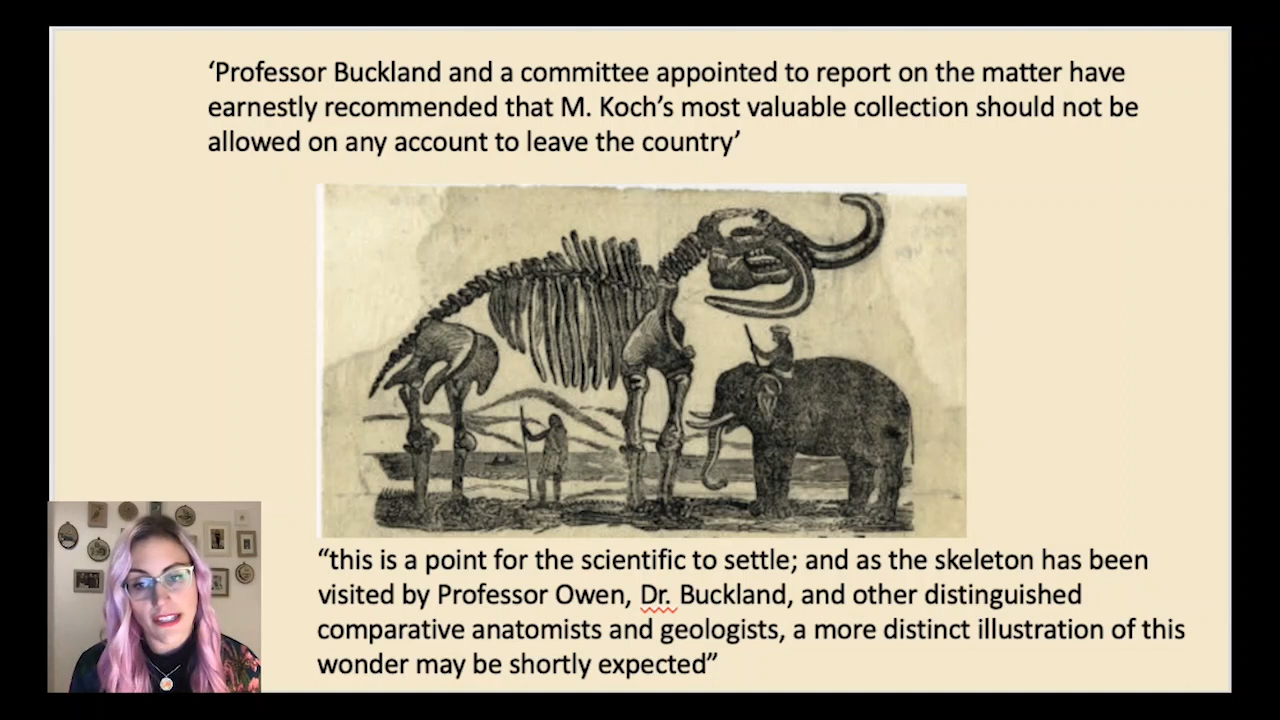 ‘Professor Buckland and a committee appointed to report on the matter have
earnestly recommended that M. Koch’s most valuable collection should not be
allowed on any account to leave the country’
“this is a point for the scientific to settle; and as the skeleton has been
visited by Professor Owen, Dr. Buckland, and other distinguished
comparative anatomists and geologists, a more distinct illustration of this
wonder may be shortly expected”